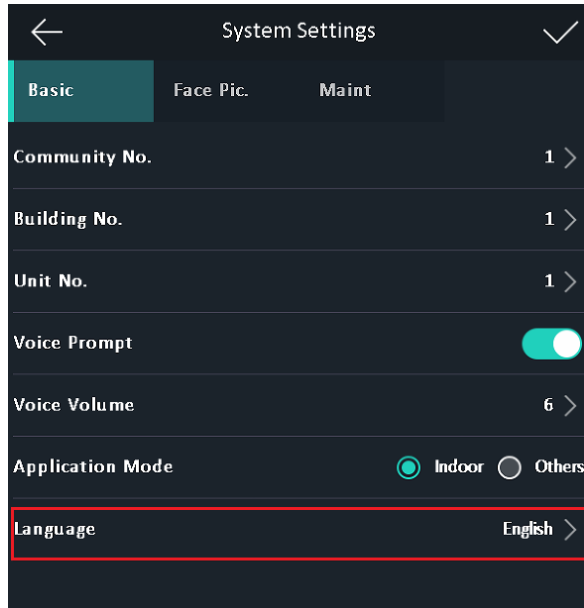 System Settings
Basic Face Pic. Maint
Community No. 1
Building No. 1
Unit No. 1
Voice Prompt
Voice Volume 6
Application Mode Indoor Others
Language English